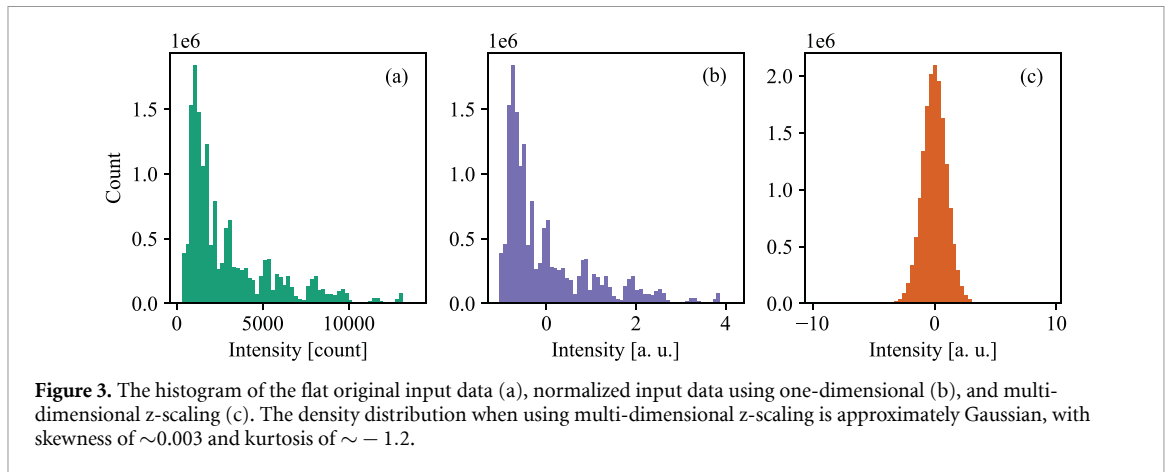 1e6
1e6
1e6
(a)
(b)
(c)
Count
1.5
1.0
0.5
0.0
0
5000
10000
Intensity [count]
1.5
1.0
0.5
0.0
0
2
4
Intensity [a. u.]
2.0
1.5
1.0
0.5
0.0
−10
0
10
Intensity [a. u.]
Figure 3. The histogram of the flat original input data (a), normalized input data using one-dimensional (b), and multi-
dimensional z-scaling (c). The density distribution when using multi-dimensional z-scaling is approximately Gaussian, with
skewness of ∼0.003 and kurtosis of ∼ − 1.2.